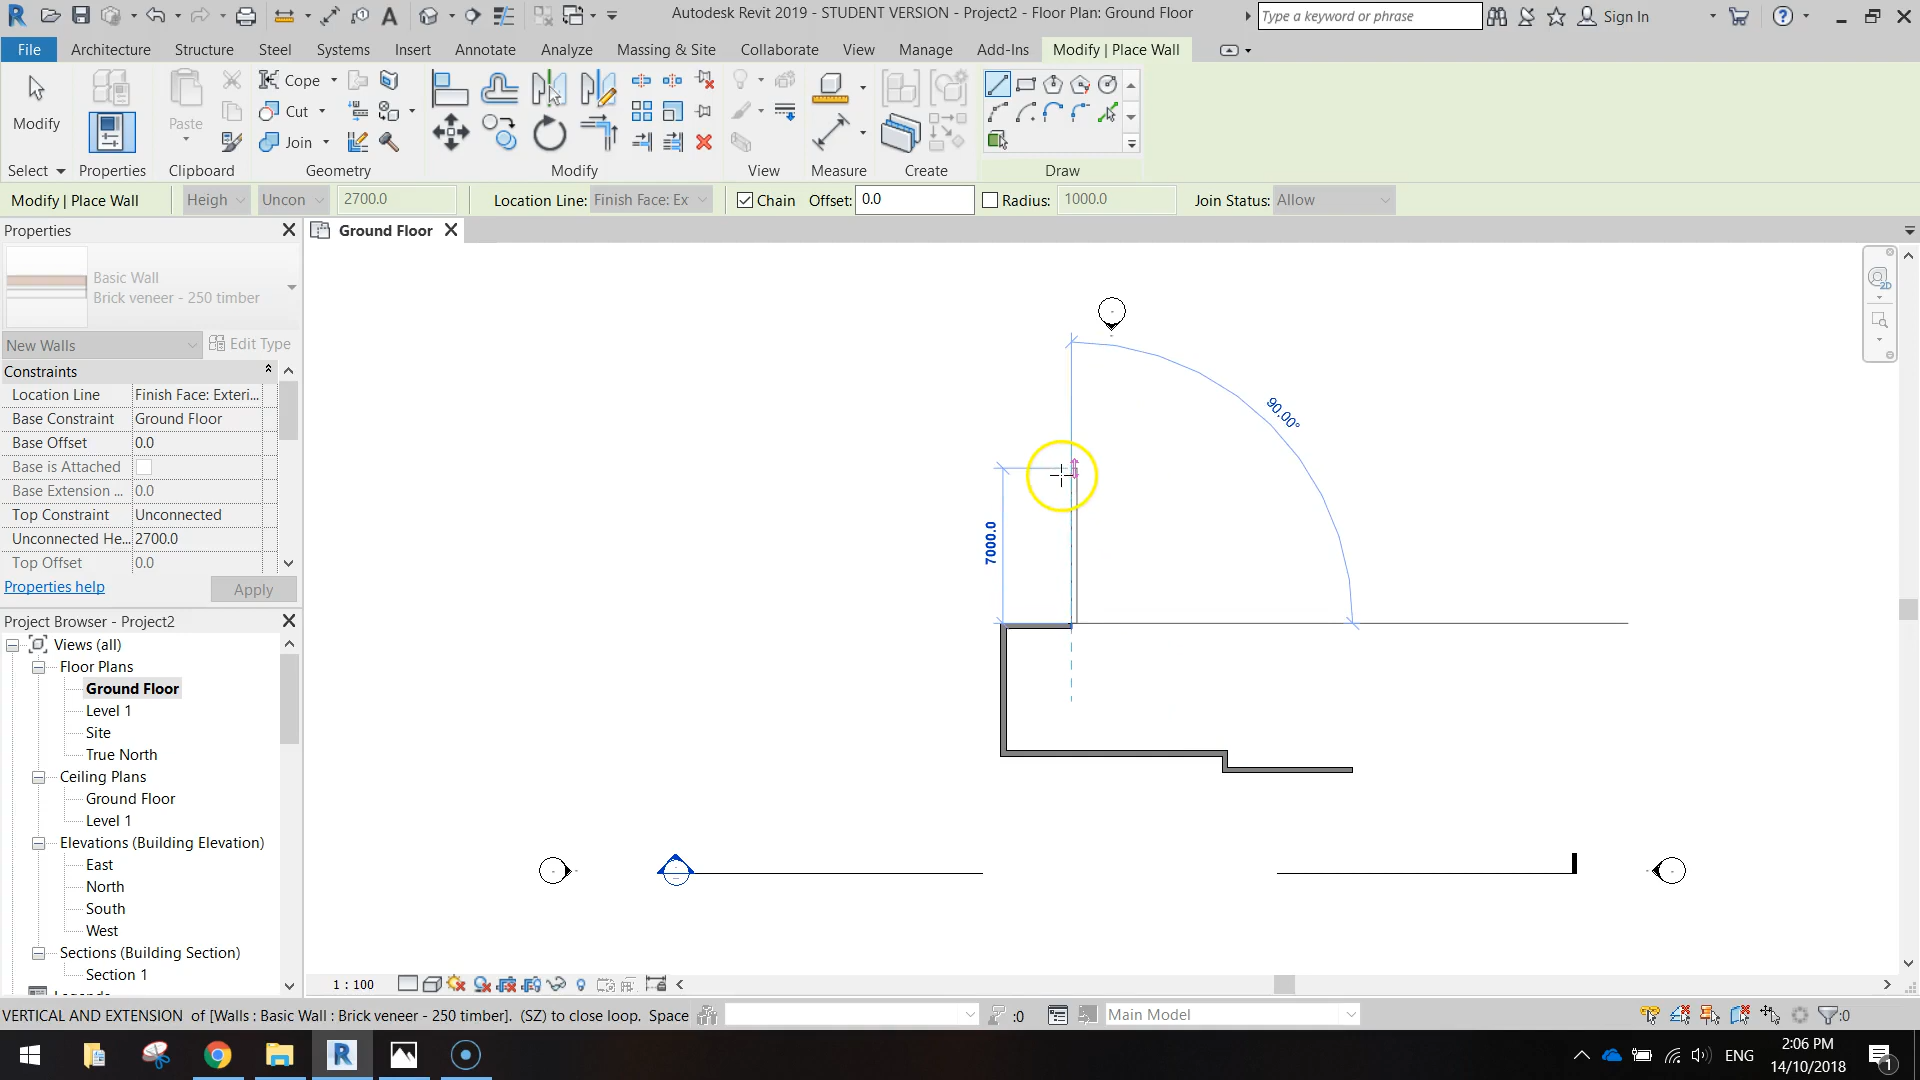 Autodesk Revit 2019 - STUDENT VERSION - Project2 - Floor Plan: Ground Floor
Type a keyword or phrase
Sign In
File Architecture Structure Steel Systems Insert Annotate Analyze Massing & Site Collaborate View Manage Add-Ins Modify | Place Wall
Modify
Paste
Cope
Cut
Join
Select Properties Clipboard Geometry Modify View Measure Create Draw
Modify | Place Wall Heigh Uncon 2700.0 Location Line: Finish Face: Ex Chain Offset: 0.0 Radius: 1000.0 Join Status: Allow
Properties
Ground Floor
Basic Wall
Brick veneer - 250 timber
New Walls Edit Type
Constraints
Location Line Finish Face: Exteri...
Base Constraint Ground Floor
Base Offset 0.0
Base is Attached
Base Extension ... 0.0
Top Constraint Unconnected
Unconnected He... 2700.0
Top Offset 0.0
Properties help Apply
Project Browser - Project2
Views (all)
Floor Plans
Ground Floor
Level 1
Site
True North
Ceiling Plans
Ground Floor
Level 1
Elevations (Building Elevation)
East
North
South
West
Sections (Building Section)
Section 1
90.00°
7000.0
2D
1 : 100
VERTICAL AND EXTENSION of [Walls : Basic Wall : Brick veneer - 250 timber]. (SZ) to close loop. Space :0 Main Model :0
ENG
2:06 PM
14/10/2018
1